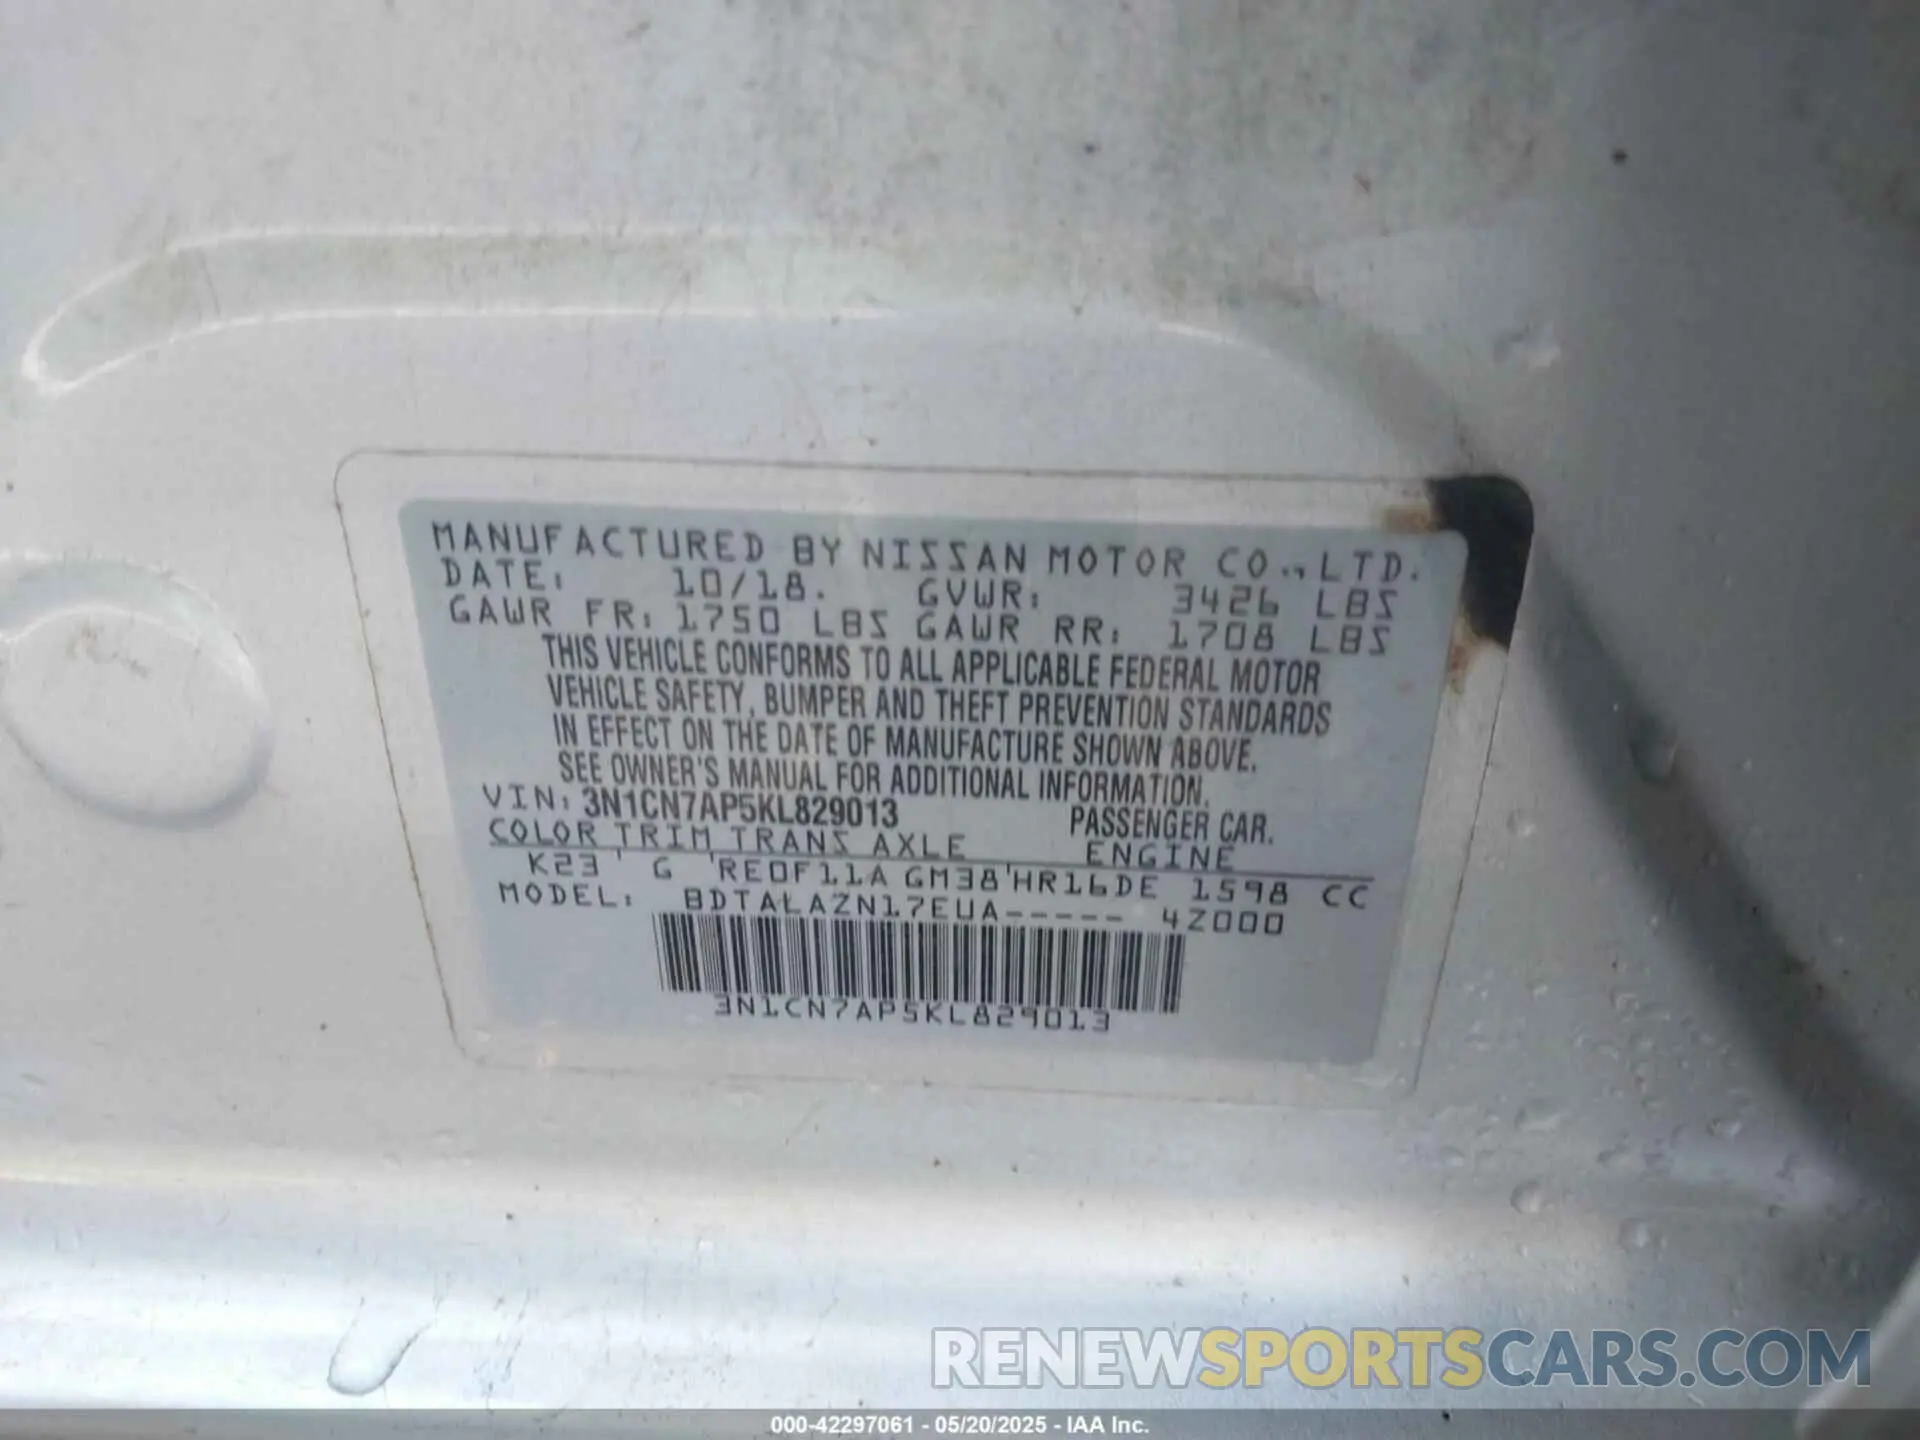 MANUFACTURED BY NISSAN MOTOR CO., LTD.
DATE: 10/18. GVWR: 3426 LBS
GAWR FR: 1750 LBS GAWR RR: 1708 LBS
THIS VEHICLE CONFORMS TO ALL APPLICABLE FEDERAL MOTOR
VEHICLE SAFETY, BUMPER AND THEFT PREVENTION STANDARDS
IN EFFECT ON THE DATE OF MANUFACTURE SHOWN ABOVE.
SEE OWNER'S MANUAL FOR ADDITIONAL INFORMATION.
VIN: 3N1CN7AP5KL829013 PASSENGER CAR.
COLOR TRIM TRANS AXLE ENGINE
K23 ' G 'RE0F11A GM38'HR16DE 1598 CC
MODEL: BDTALAZN17EUA----- 4Z000
3N1CN7AP5KL829013
RENEWSPORTSCARS.COM
000-42297061 - 05/20/2025 - IAA Inc.